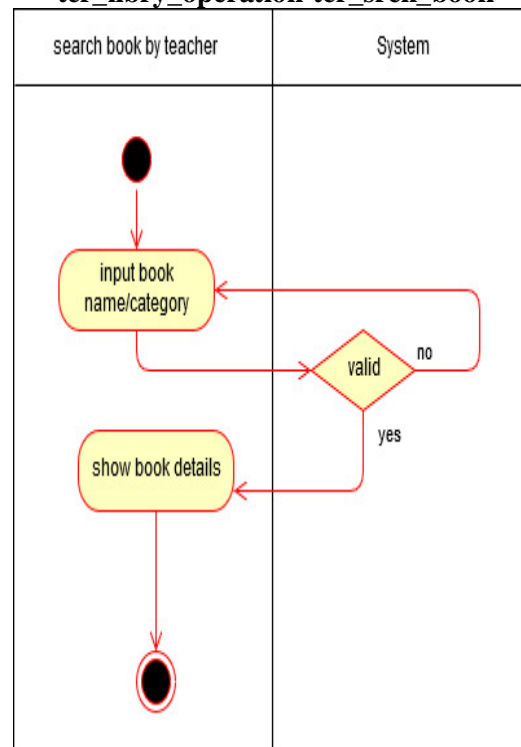 search book by teacher
System
input book
name/category
valid
no
yes
show book details